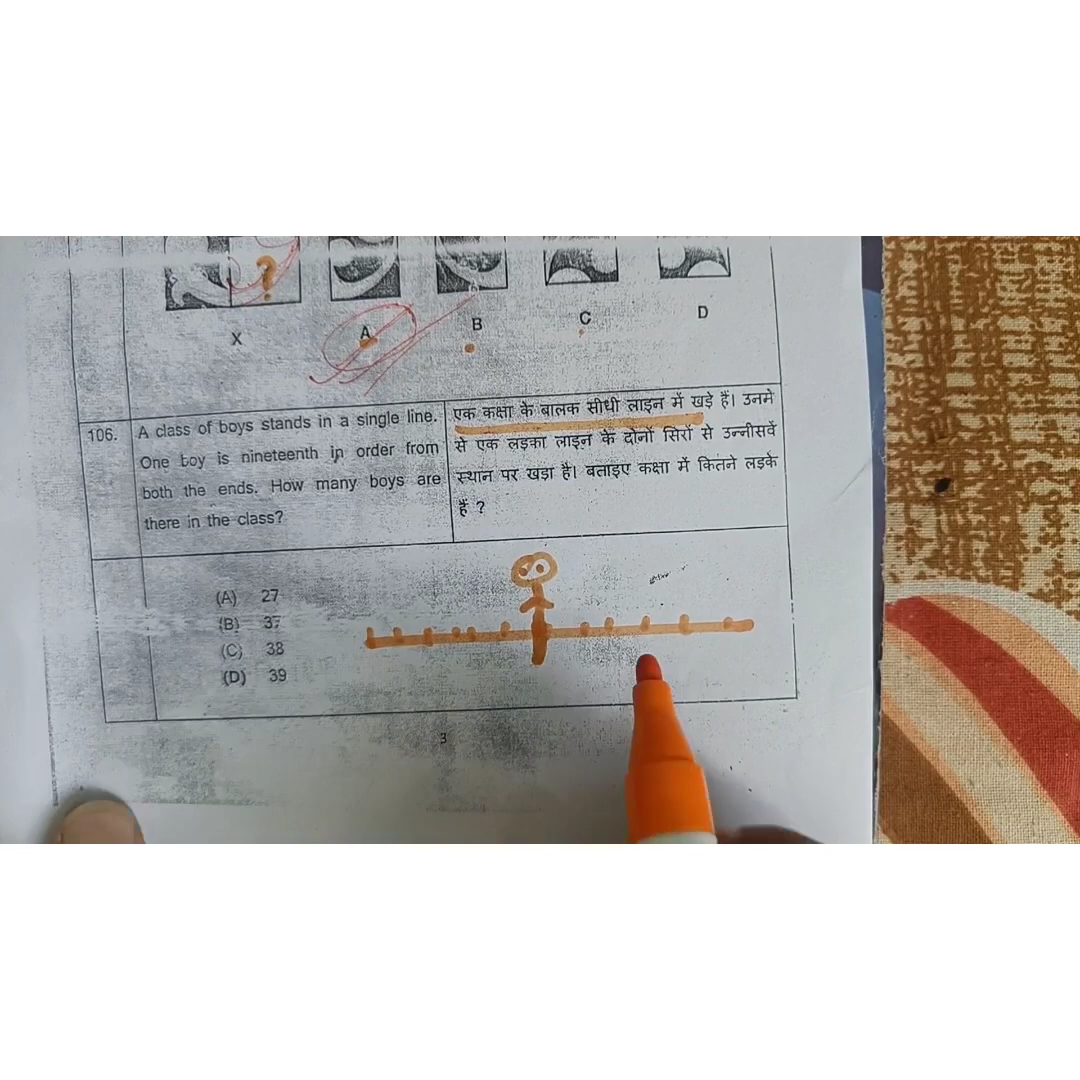 ?
X
A
B
C
D
106.
A class of boys stands in a single line.
One boy is nineteenth in order from
both the ends. How many boys are
there in the class?
एक कक्षा के बालक सीधी लाइन में खड़े हैं। उनमे
से एक लड़का लाईन के दोनों सिरों से उन्नीसवें
स्थान पर खड़ा है। बताइए कक्षा में कितने लड़के
हैं ?
(A) 27
(B) 37
(C) 38
(D) 39
3